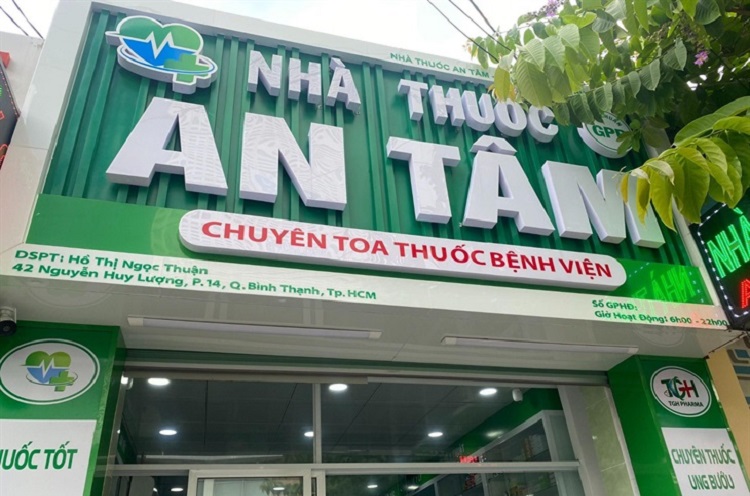 NHÀ THUỐC AN TÂM
NHÀ THUỐC
GPP
AN TÂM
CHUYÊN TOA THUỐC BỆNH VIỆN
DSPT: Hồ Thị Ngọc Thuận
42 Nguyễn Huy Lượng, P. 14, Q. Bình Thạnh, Tp. HCM
Số GPHĐ:
Giờ Hoạt Động: 6h00 - 22h00
NHÀ
TGH
TGH PHARMA
UỐC TỐT
CHUYÊN THUỐC
UNG BƯỚU